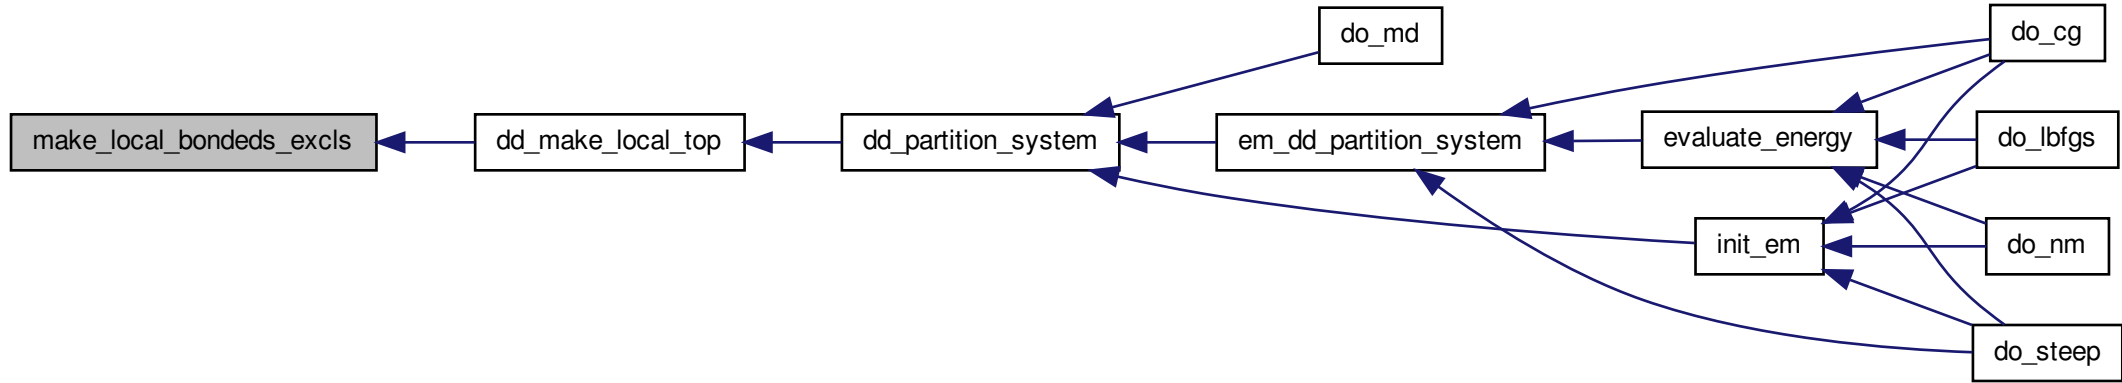 do_md
do_cg
make_local_bondeds_excls
dd_make_local_top
dd_partition_system
em_dd_partition_system
evaluate_energy
do_lbfgs
init_em
do_nm
do_steep